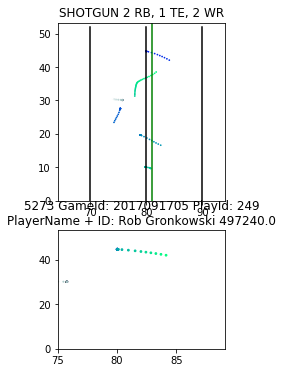 SHOTGUN 2 RB, 1 TE, 2 WR
50
40
30
20
10
0
70 80 90
5273 GameId: 2017091705 PlayId: 249
PlayerName + ID: Rob Gronkowski 497240.0
40
20
0
75 80 85